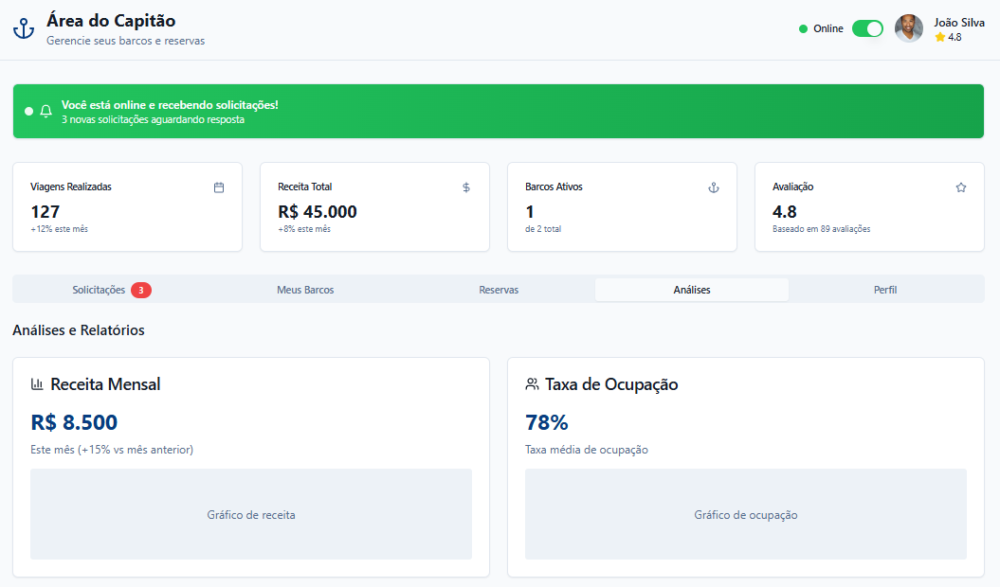 Área do Capitão
Gerencie seus barcos e reservas
Online
João Silva
4.8
Você está online e recebendo solicitações!
3 novas solicitações aguardando resposta
Viagens Realizadas
127
+12% este mês
Receita Total
R$ 45.000
+8% este mês
Barcos Ativos
1
de 2 total
Avaliação
4.8
Baseado em 89 avaliações
Solicitações 3
Meus Barcos
Reservas
Análises
Perfil
Análises e Relatórios
Receita Mensal
R$ 8.500
Este mês (+15% vs mês anterior)
Gráfico de receita
Taxa de Ocupação
78%
Taxa média de ocupação
Gráfico de ocupação